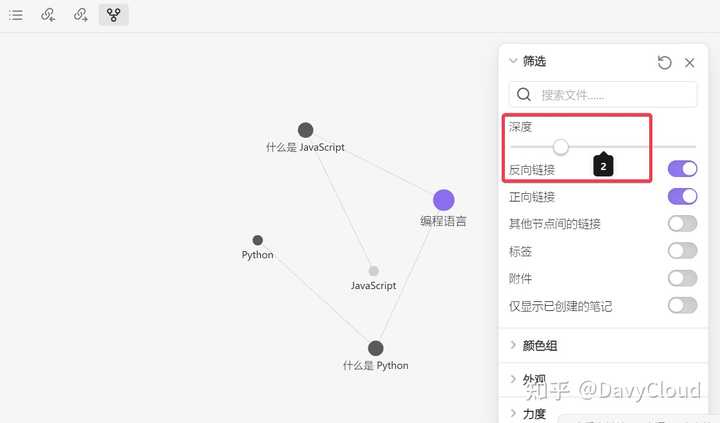 筛选
搜索文件......
什么是 JavaScript
深度
2
反向链接
编程语言
正向链接
其他节点间的链接
Python
标签
JavaScript
附件
仅显示已创建的笔记
什么是 Python
颜色组
外观
知乎 @DavyCloud
力度